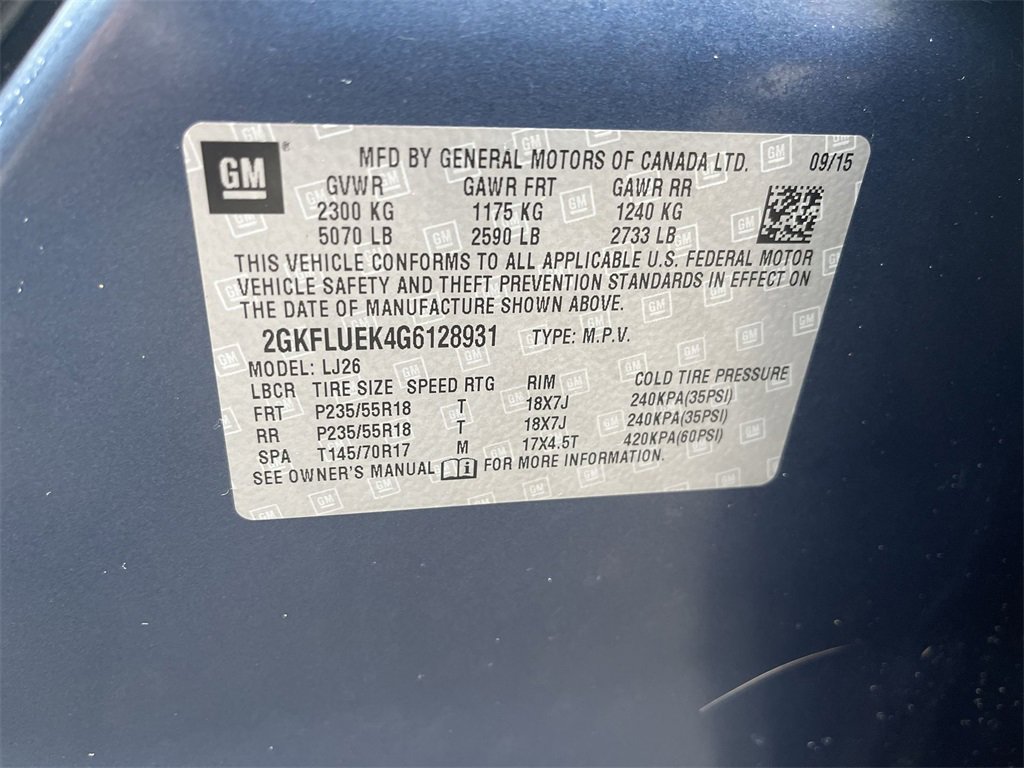 GM
MFD BY GENERAL MOTORS OF CANADA LTD. 09/15
GVWR GAWR FRT GAWR RR
2300 KG 1175 KG 1240 KG
5070 LB 2590 LB 2733 LB
THIS VEHICLE CONFORMS TO ALL APPLICABLE U.S. FEDERAL MOTOR
VEHICLE SAFETY AND THEFT PREVENTION STANDARDS IN EFFECT ON
THE DATE OF MANUFACTURE SHOWN ABOVE.
2GKFLUEK4G6128931 TYPE: M.P.V.
MODEL: LJ26
LBCR TIRE SIZE SPEED RTG RIM COLD TIRE PRESSURE
FRT P235/55R18 T 18X7J 240KPA(35PSI)
RR P235/55R18 T 18X7J 240KPA(35PSI)
SPA T145/70R17 M 17X4.5T 420KPA(60PSI)
SEE OWNER'S MANUAL FOR MORE INFORMATION.